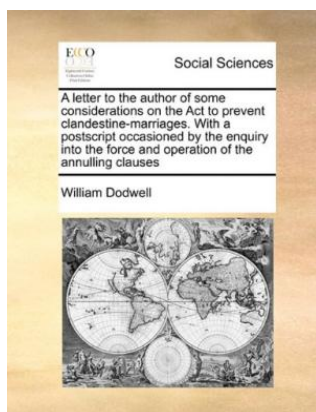 ECCO
Social Sciences
A letter to the author of some
considerations on the Act to prevent
clandestine-marriages. With a
postscript occasioned by the enquiry
into the force and operation of the
annulling clauses
William Dodwell